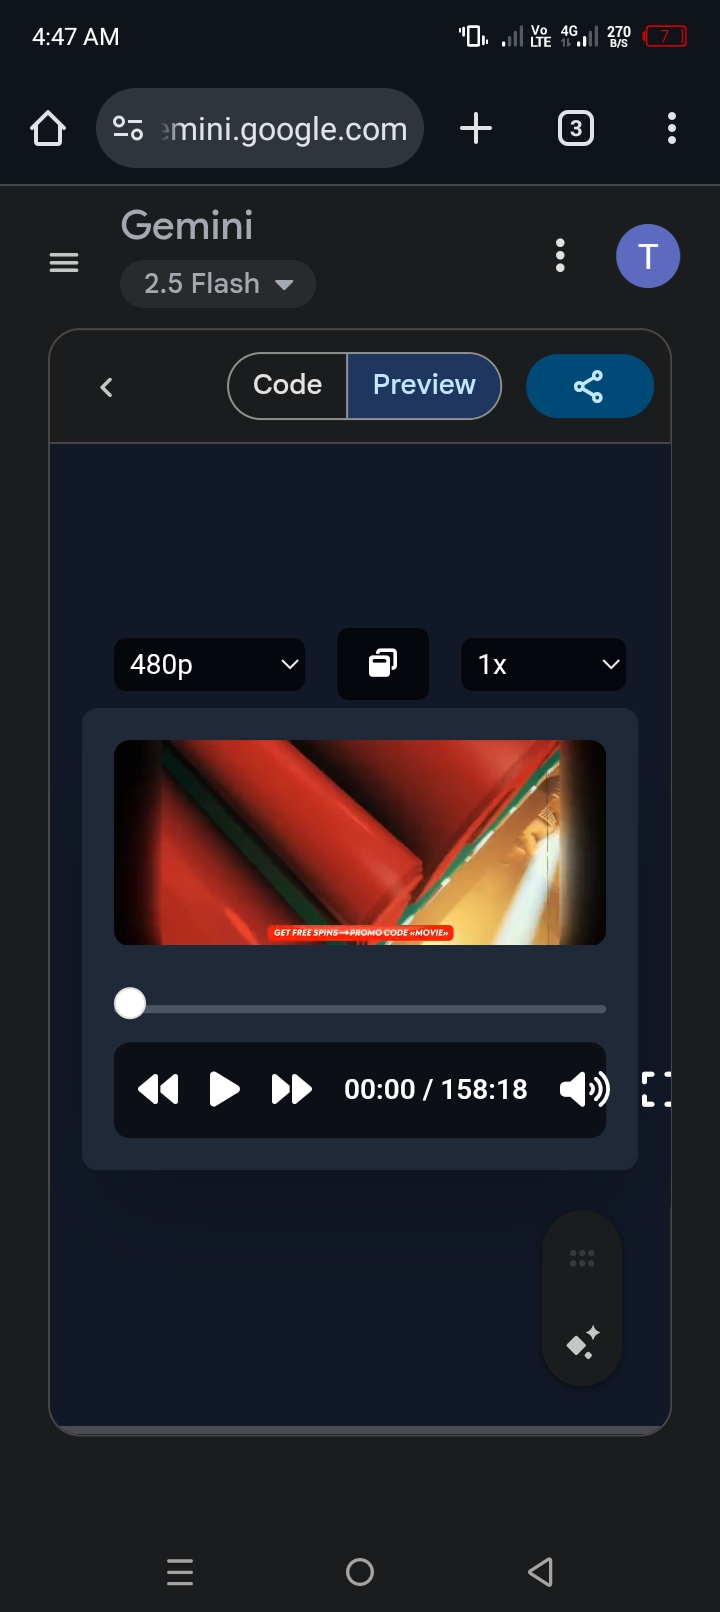 4:47 AM
Vo LTE 4G 270 B/S 7
emini.google.com
3
Gemini
2.5 Flash
T
Code
Preview
480p
1x
GET FREE SPINS→PROMO CODE «MOVIE»
00:00 / 158:18